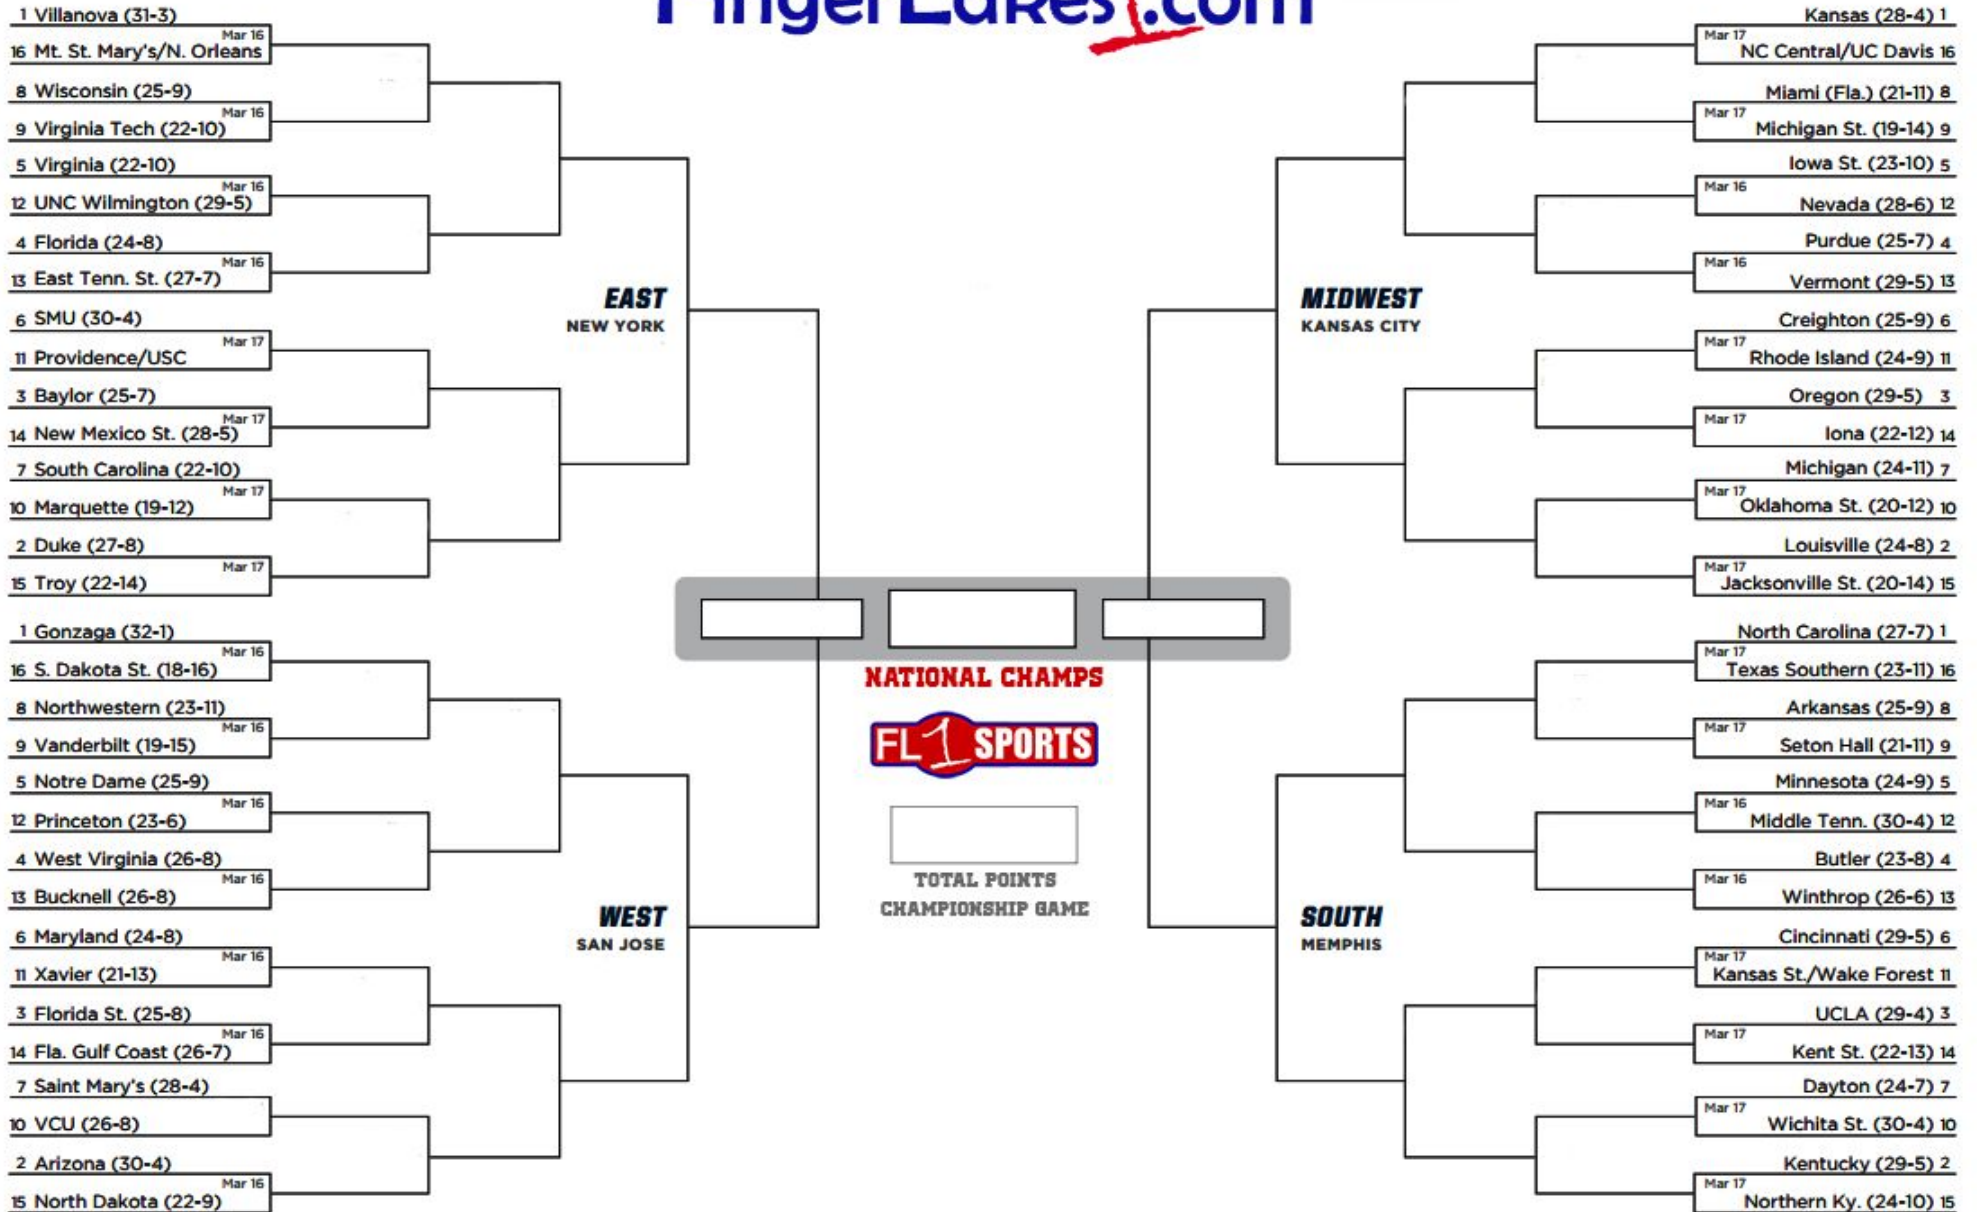 FingerLakes1.com
1 Villanova (31-3)
Mar 16
16 Mt. St. Mary's/N. Orleans
8 Wisconsin (25-9)
Mar 16
9 Virginia Tech (22-10)
5 Virginia (22-10)
Mar 16
12 UNC Wilmington (29-5)
4 Florida (24-8)
Mar 16
13 East Tenn. St. (27-7)
6 SMU (30-4)
Mar 17
11 Providence/USC
3 Baylor (25-7)
Mar 17
14 New Mexico St. (28-5)
7 South Carolina (22-10)
Mar 17
10 Marquette (19-12)
2 Duke (27-8)
Mar 17
15 Troy (22-14)
EAST
NEW YORK
1 Gonzaga (32-1)
Mar 16
16 S. Dakota St. (18-16)
8 Northwestern (23-11)
Mar 16
9 Vanderbilt (19-15)
5 Notre Dame (25-9)
Mar 16
12 Princeton (23-6)
4 West Virginia (26-8)
Mar 16
13 Bucknell (26-8)
6 Maryland (24-8)
Mar 16
11 Xavier (21-13)
3 Florida St. (25-8)
Mar 16
14 Fla. Gulf Coast (26-7)
7 Saint Mary's (28-4)
10 VCU (26-8)
2 Arizona (30-4)
Mar 16
15 North Dakota (22-9)
WEST
SAN JOSE
NATIONAL CHAMPS
FL1 SPORTS
TOTAL POINTS
CHAMPIONSHIP GAME
MIDWEST
KANSAS CITY
Kansas (28-4) 1
Mar 17
NC Central/UC Davis 16
Miami (Fla.) (21-11) 8
Mar 17
Michigan St. (19-14) 9
Iowa St. (23-10) 5
Mar 16
Nevada (28-6) 12
Purdue (25-7) 4
Mar 16
Vermont (29-5) 13
Creighton (25-9) 6
Mar 17
Rhode Island (24-9) 11
Oregon (29-5) 3
Mar 17
Iona (22-12) 14
Michigan (24-11) 7
Mar 17
Oklahoma St. (20-12) 10
Louisville (24-8) 2
Mar 17
Jacksonville St. (20-14) 15
SOUTH
MEMPHIS
North Carolina (27-7) 1
Mar 17
Texas Southern (23-11) 16
Arkansas (25-9) 8
Mar 17
Seton Hall (21-11) 9
Minnesota (24-9) 5
Mar 16
Middle Tenn. (30-4) 12
Butler (23-8) 4
Mar 16
Winthrop (26-6) 13
Cincinnati (29-5) 6
Mar 17
Kansas St./Wake Forest 11
UCLA (29-4) 3
Mar 17
Kent St. (22-13) 14
Dayton (24-7) 7
Mar 17
Wichita St. (30-4) 10
Kentucky (29-5) 2
Mar 17
Northern Ky. (24-10) 15